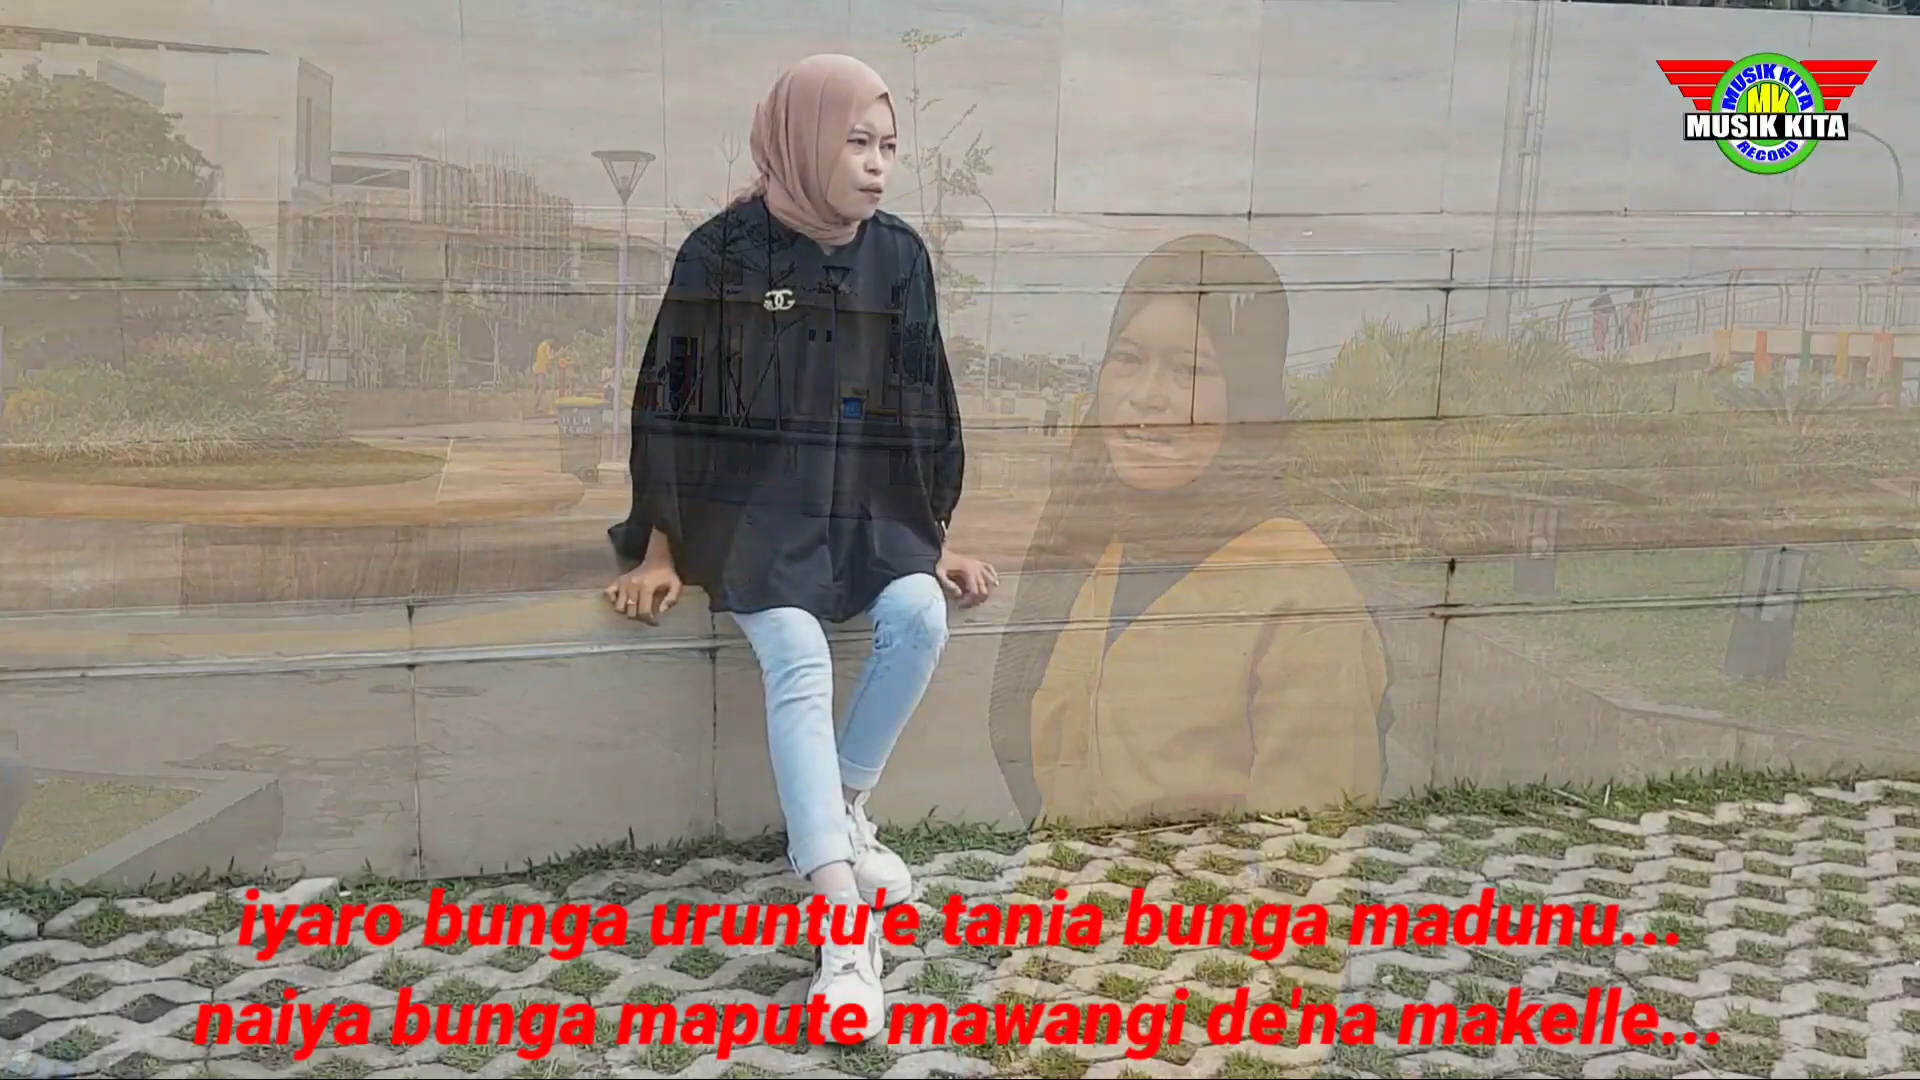 MUSIK KITA
MK
MUSIK KITA
RECORD
iyaro bunga uruntu'e tania bunga madunu...
naiya bunga mapute mawangi de'na makelle...